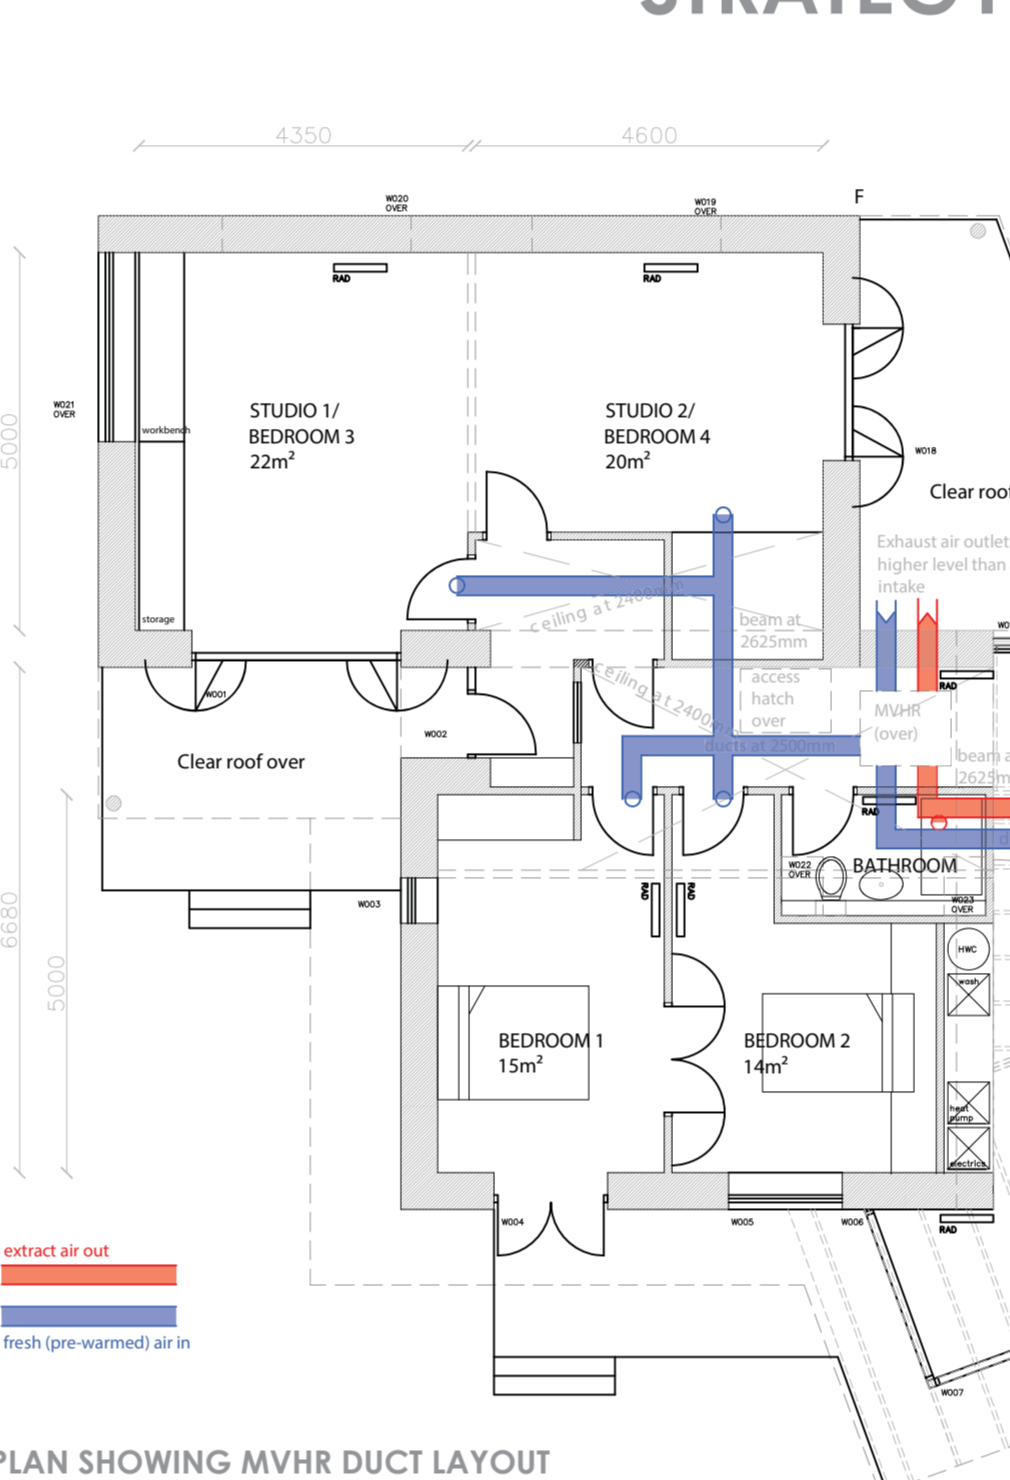 4350
4600
W020
OVER
W019
OVER
F
RAD
RAD
W021
OVER
5000
STUDIO 1/
BEDROOM 3
22m²
workbench
STUDIO 2/
BEDROOM 4
20m²
W018
Clear roof
Exhaust air outlet
higher level than
intake
ceiling at 2400mm
storage
beam at
2625mm
W001
W002
ceiling at 2400mm
access
hatch
over
ducts at 2500mm
MVHR
(over)
RAD
beam a
2625m
Clear roof over
RAD
W022
OVER
BATHROOM
W003
RAD
RAD
W023
OVER
6680
5000
HWC
wash
BEDROOM 1
15m²
BEDROOM 2
14m²
heat
pump
electrics
W004
W005
W006
RAD
extract air out
fresh (pre-warmed) air in
W007
PLAN SHOWING MVHR DUCT LAYOUT